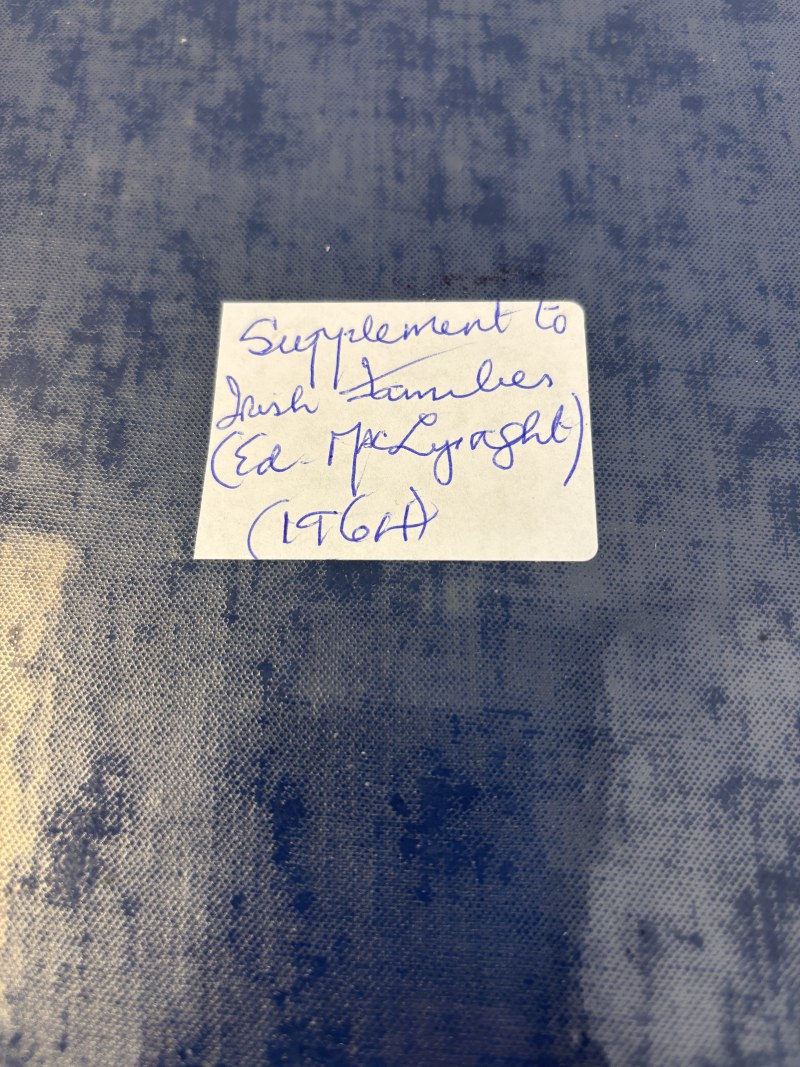 Supplement to
Irish Families
(Ed. MacLysaght)
(1964)